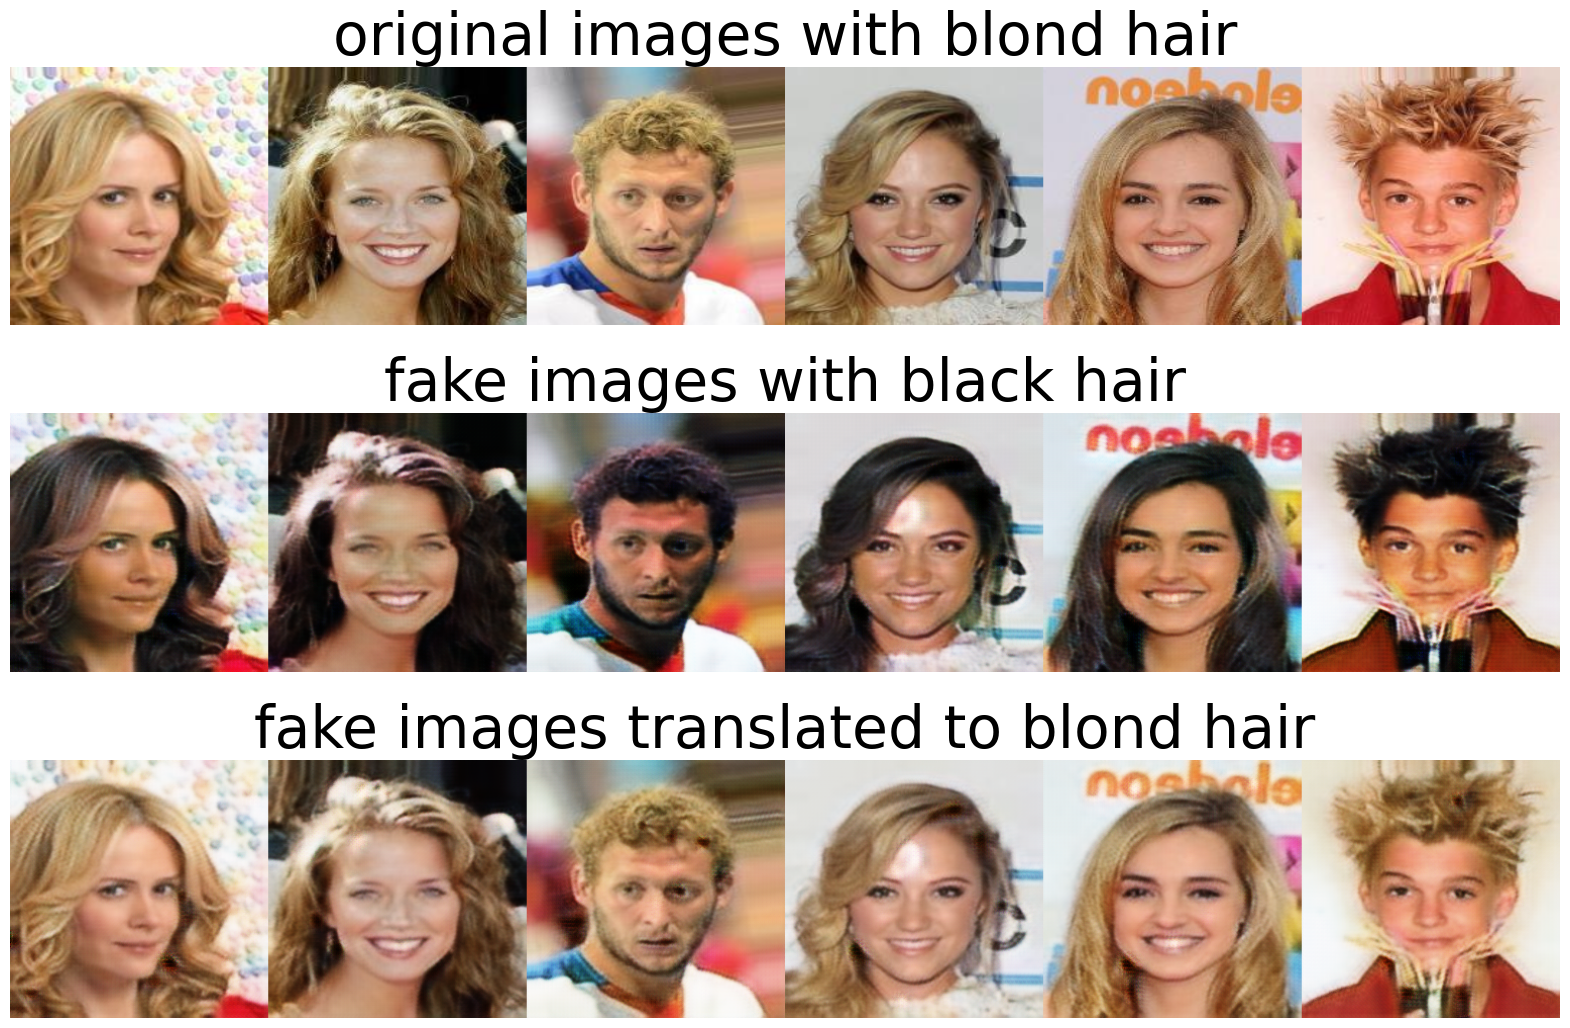 original images with blond hair
fake images with black hair
fake images translated to blond hair